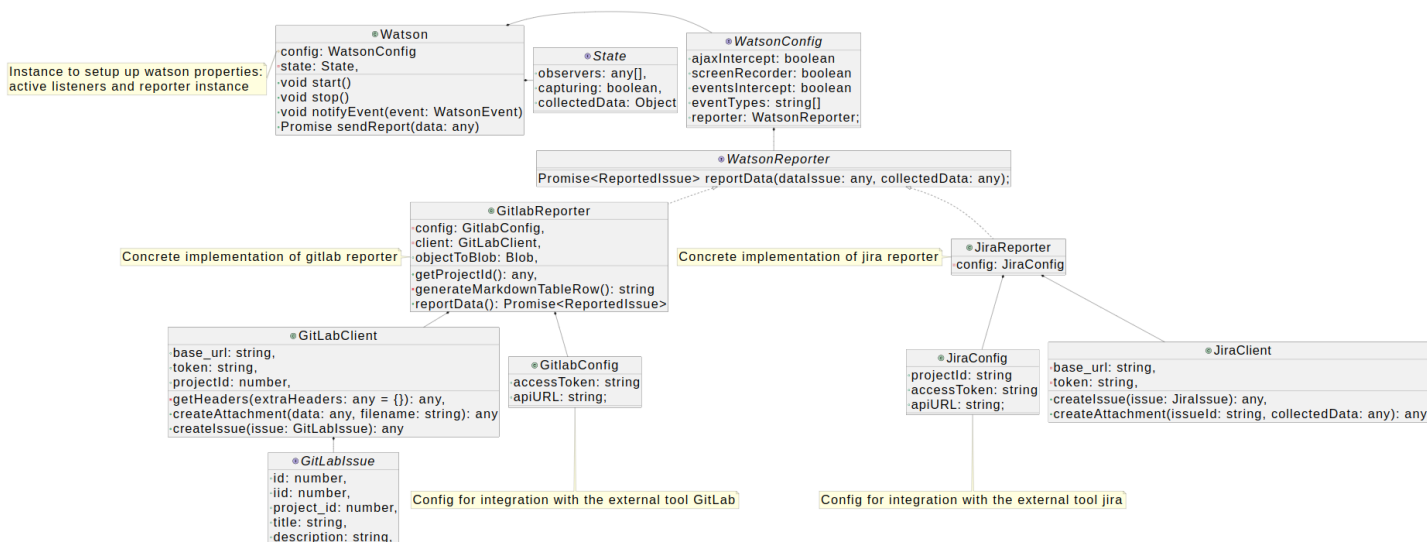 Watson
config: WatsonConfig
state: State,
void start()
void stop()
void notifyEvent(event: WatsonEvent)
Promise sendReport(data: any)
Instance to setup up watson properties:
active listeners and reporter instance
State
observers: any[],
capturing: boolean,
collectedData: Object
WatsonConfig
ajaxIntercept: boolean
screenRecorder: boolean
eventsIntercept: boolean
eventTypes: string[]
reporter: WatsonReporter;
WatsonReporter
Promise<ReportedIssue> reportData(dataIssue: any, collectedData: any);
GitlabReporter
config: GitlabConfig,
client: GitLabClient,
objectToBlob: Blob,
getProjectId(): any,
generateMarkdownTableRow(): string
reportData(): Promise<ReportedIssue>
Concrete implementation of gitlab reporter
Concrete implementation of jira reporter
JiraReporter
config: JiraConfig
GitLabClient
base_url: string,
token: string,
projectId: number,
getHeaders(extraHeaders: any = {}): any,
createAttachment(data: any, filename: string): any
createIssue(issue: GitLabIssue): any
GitlabConfig
accessToken: string
apiURL: string;
JiraConfig
projectId: string
accessToken: string
apiURL: string;
JiraClient
base_url: string,
token: string,
createIssue(issue: JiraIssue): any,
createAttachment(issueId: string, collectedData: any): any
GitLabIssue
id: number,
iid: number,
project_id: number,
title: string,
description: string,
Config for integration with the external tool GitLab
Config for integration with the external tool jira